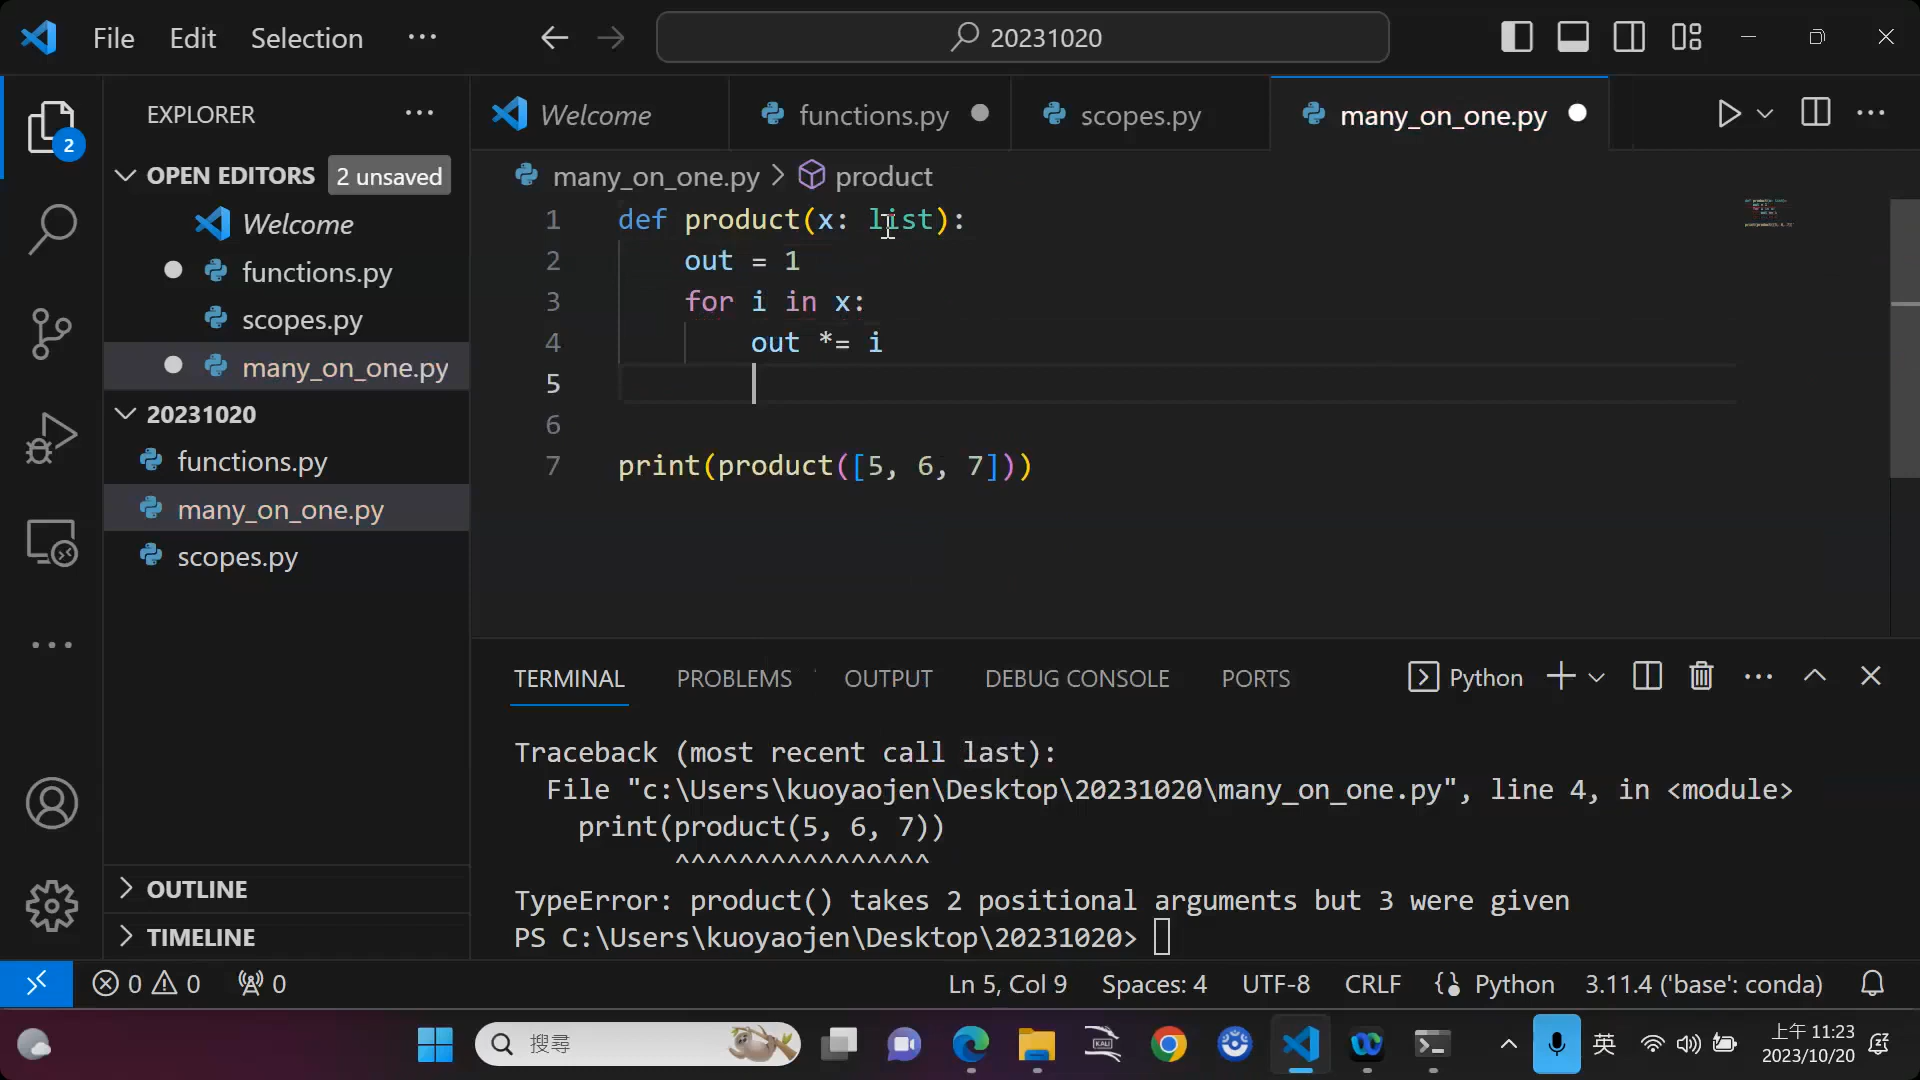 File Edit Selection ···
20231020
EXPLORER ···
OPEN EDITORS 2 unsaved
Welcome
functions.py
scopes.py
many_on_one.py
20231020
functions.py
many_on_one.py
scopes.py
OUTLINE
TIMELINE
2
Welcome functions.py scopes.py many_on_one.py
many_on_one.py > product
1 def product(x: list):
2 out = 1
3 for i in x:
4 out *= i
5
6
7 print(product([5, 6, 7]))
TERMINAL PROBLEMS OUTPUT DEBUG CONSOLE PORTS Python
Traceback (most recent call last):
File "c:\Users\kuoyaojen\Desktop\20231020\many_on_one.py", line 4, in <module>
print(product(5, 6, 7))
^^^^^^^^^^^^^^^^
TypeError: product() takes 2 positional arguments but 3 were given
PS C:\Users\kuoyaojen\Desktop\20231020>
0 0 0 Ln 5, Col 9 Spaces: 4 UTF-8 CRLF Python 3.11.4 ('base': conda)
搜尋 KALI 英 上午 11:23
2023/10/20